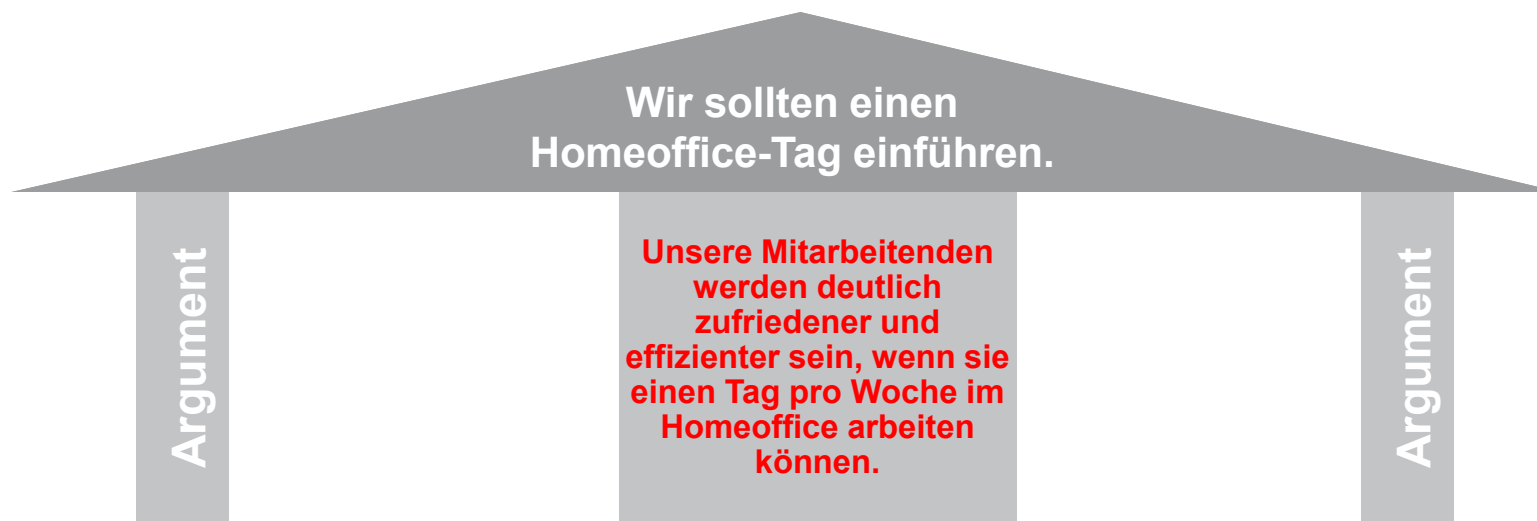 Wir sollten einen
Homeoffice-Tag einführen.
Argument
Unsere Mitarbeitenden
werden deutlich
zufriedener und
effizienter sein, wenn sie
einen Tag pro Woche im
Homeoffice arbeiten
können.
Argument